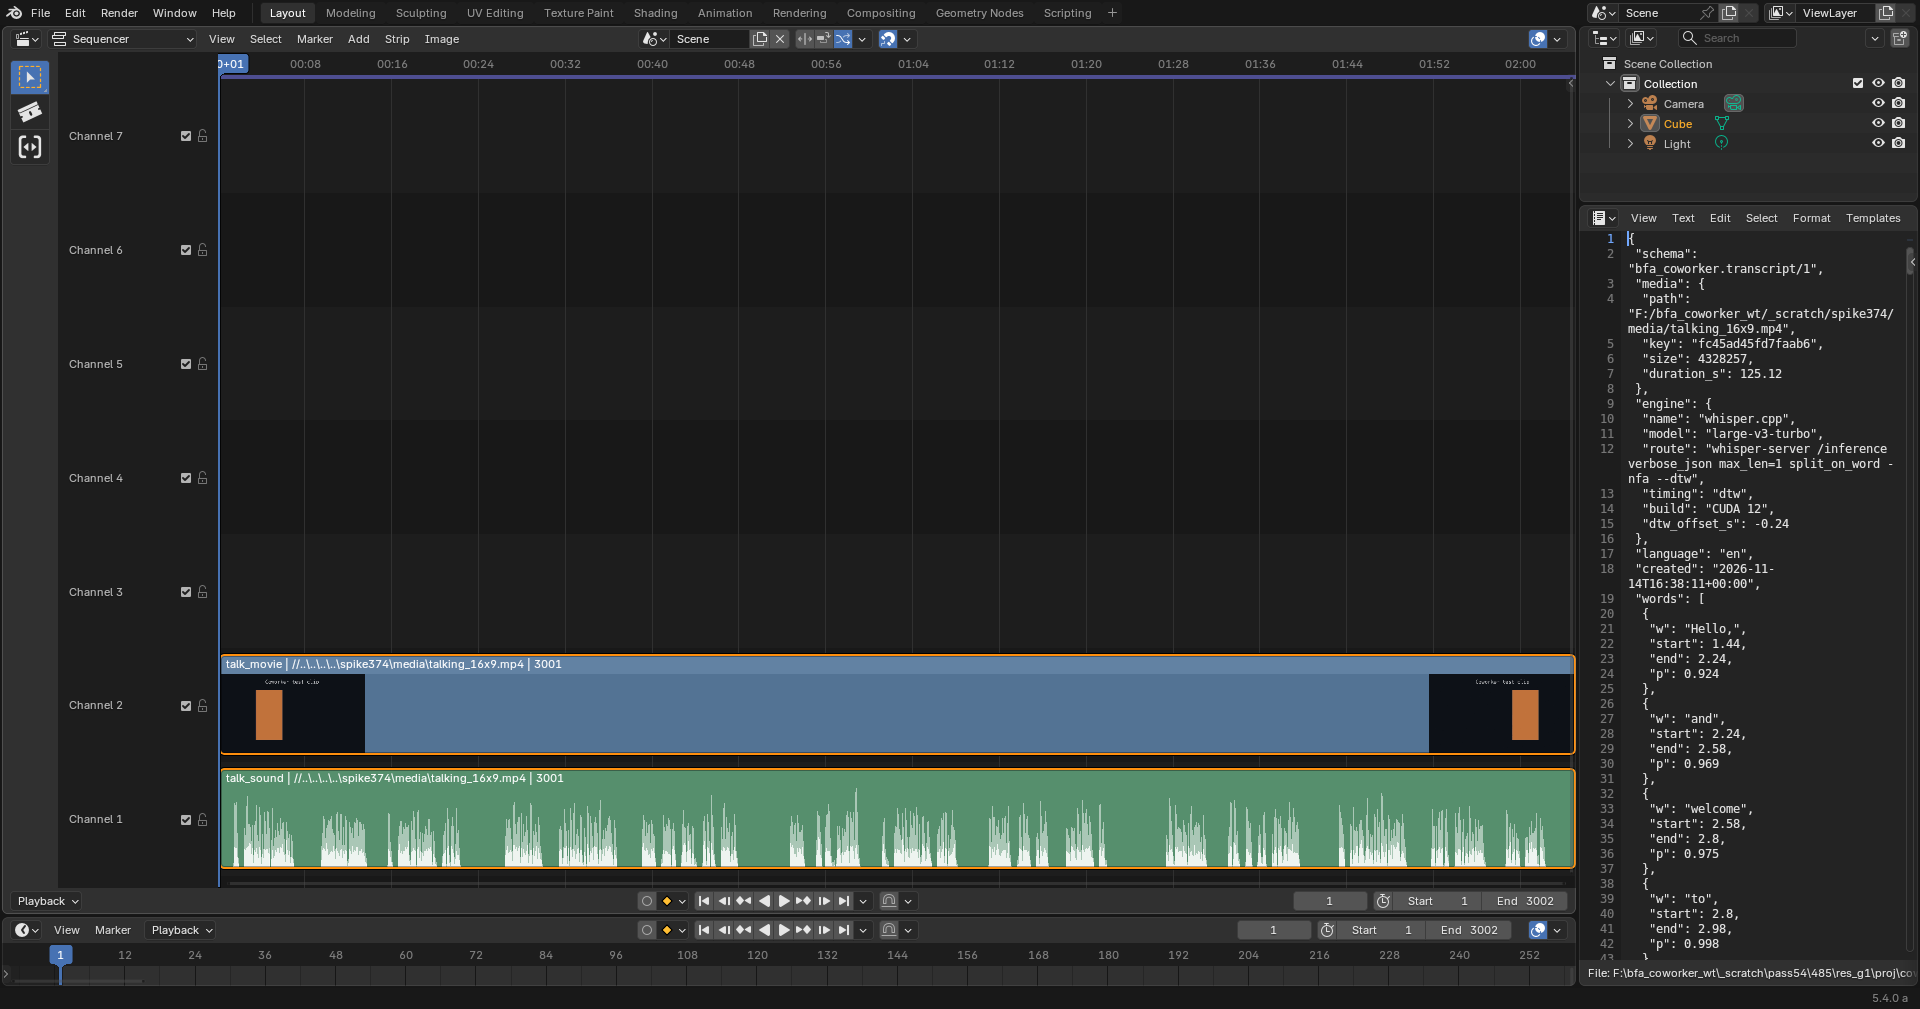 File Edit Render Window Help Layout Modeling Sculpting UV Editing Texture Paint Shading Animation Rendering Compositing Geometry Nodes Scripting + Scene ViewLayer
Sequencer View Select Marker Add Strip Image Scene Search
0+01 00:08 00:16 00:24 00:32 00:40 00:48 00:56 01:04 01:12 01:20 01:28 01:36 01:44 01:52 02:00
Channel 7
Channel 6
Channel 5
Channel 4
Channel 3
talk_movie | //..\..\..\..\spike374\media\talking_16x9.mp4 | 3001
Coworker test clip Coworker test clip
Channel 2
talk_sound | //..\..\..\..\spike374\media\talking_16x9.mp4 | 3001
Channel 1
Playback 1 Start 1 End 3002
View Marker Playback 1 Start 1 End 3002
1 12 24 36 48 60 72 84 96 108 120 132 144 156 168 180 192 204 216 228 240 252
Scene Collection
Collection
Camera
Cube
Light
View Text Edit Select Format Templates
1 {
2 "schema":
"bfa_coworker.transcript/1",
3 "media": {
4 "path":
"F:/bfa_coworker_wt/_scratch/spike374/
media/talking_16x9.mp4",
5 "key": "fc45ad45fd7faab6",
6 "size": 4328257,
7 "duration_s": 125.12
8 },
9 "engine": {
10 "name": "whisper.cpp",
11 "model": "large-v3-turbo",
12 "route": "whisper-server /inference
verbose_json max_len=1 split_on_word -
nfa --dtw",
13 "timing": "dtw",
14 "build": "CUDA 12",
15 "dtw_offset_s": -0.24
16 },
17 "language": "en",
18 "created": "2026-11-
14T16:38:11+00:00",
19 "words": [
20 {
21 "w": "Hello,",
22 "start": 1.44,
23 "end": 2.24,
24 "p": 0.924
25 },
26 {
27 "w": "and",
28 "start": 2.24,
29 "end": 2.58,
30 "p": 0.969
31 },
32 {
33 "w": "welcome",
34 "start": 2.58,
35 "end": 2.8,
36 "p": 0.975
37 },
38 {
39 "w": "to",
40 "start": 2.8,
41 "end": 2.98,
42 "p": 0.998
43 }
File: F:\bfa_coworker_wt\_scratch\pass54\485\res_g1\proj\co
5.4.0 a